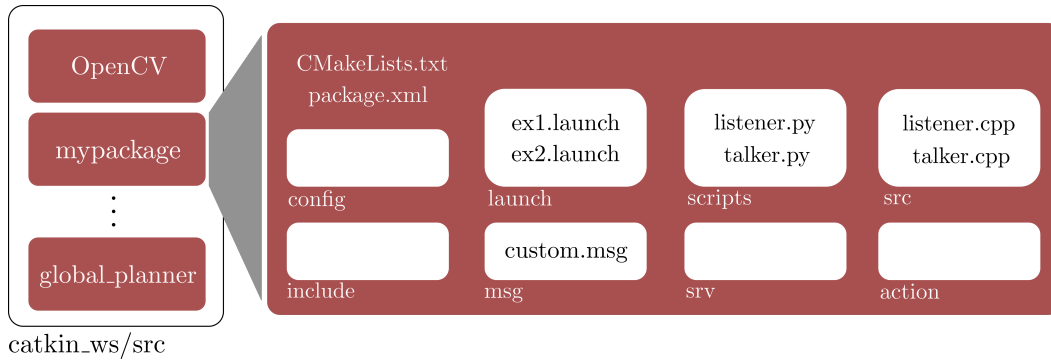 OpenCV
mypackage
global_planner
catkin_ws/src
CMakeLists.txt
package.xml
config
ex1.launch
ex2.launch
launch
listener.py
talker.py
scripts
listener.cpp
talker.cpp
src
include
custom.msg
msg
srv
action